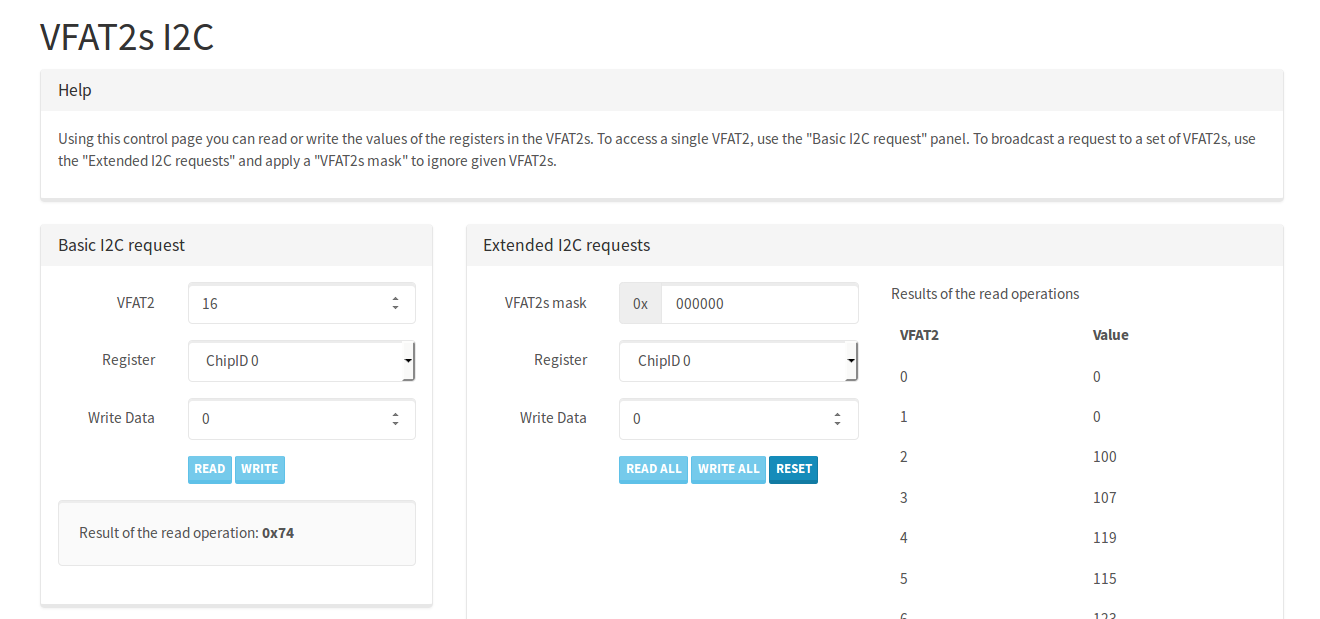 VFAT2s I2C
Help
Using this control page you can read or write the values of the registers in the VFAT2s. To access a single VFAT2, use the "Basic I2C request" panel. To broadcast a request to a set of VFAT2s, use
the "Extended I2C requests" and apply a "VFAT2s mask" to ignore given VFAT2s.
Basic I2C request
VFAT2 16
Register ChipID 0
Write Data 0
READ WRITE
Result of the read operation: 0x74
Extended I2C requests
VFAT2s mask 0x 000000
Register ChipID 0
Write Data 0
READ ALL WRITE ALL RESET
Results of the read operations
VFAT2 Value
0 0
1 0
2 100
3 107
4 119
5 115